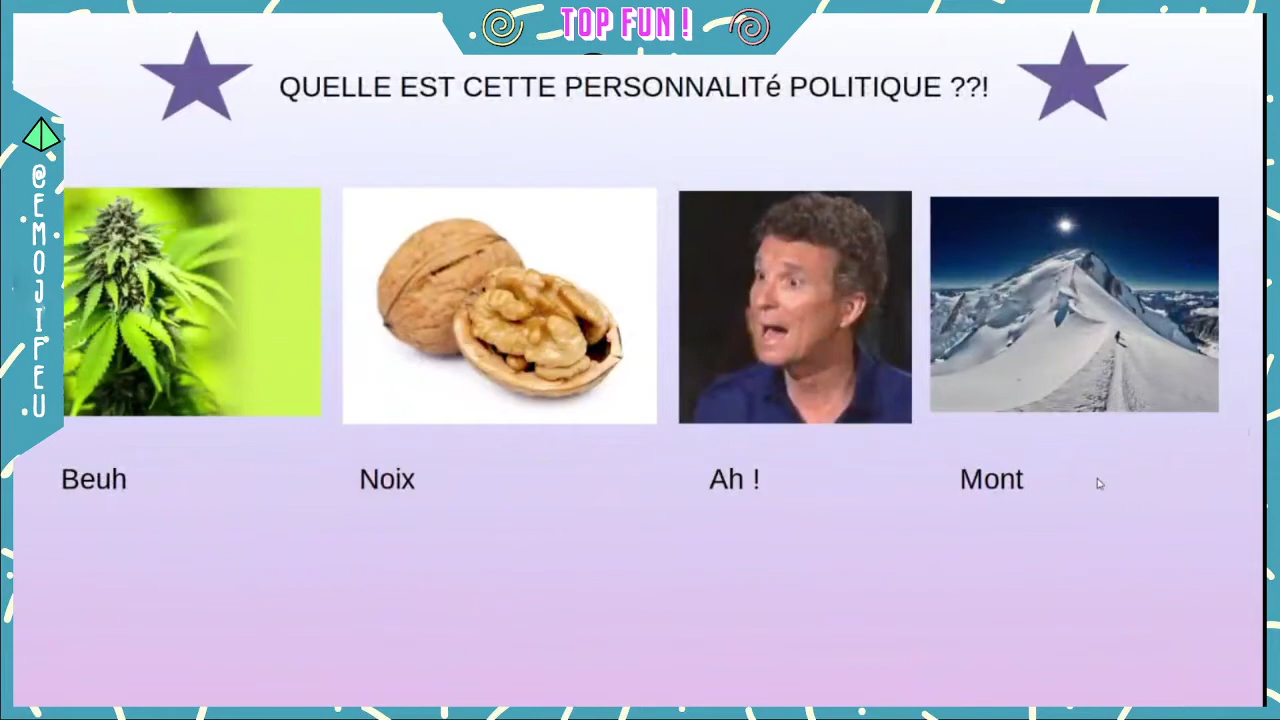 TOP FUN !
QUELLE EST CETTE PERSONNALITé POLITIQUE ??!
@EMOJIFEU
Beuh
Noix
Ah !
Mont